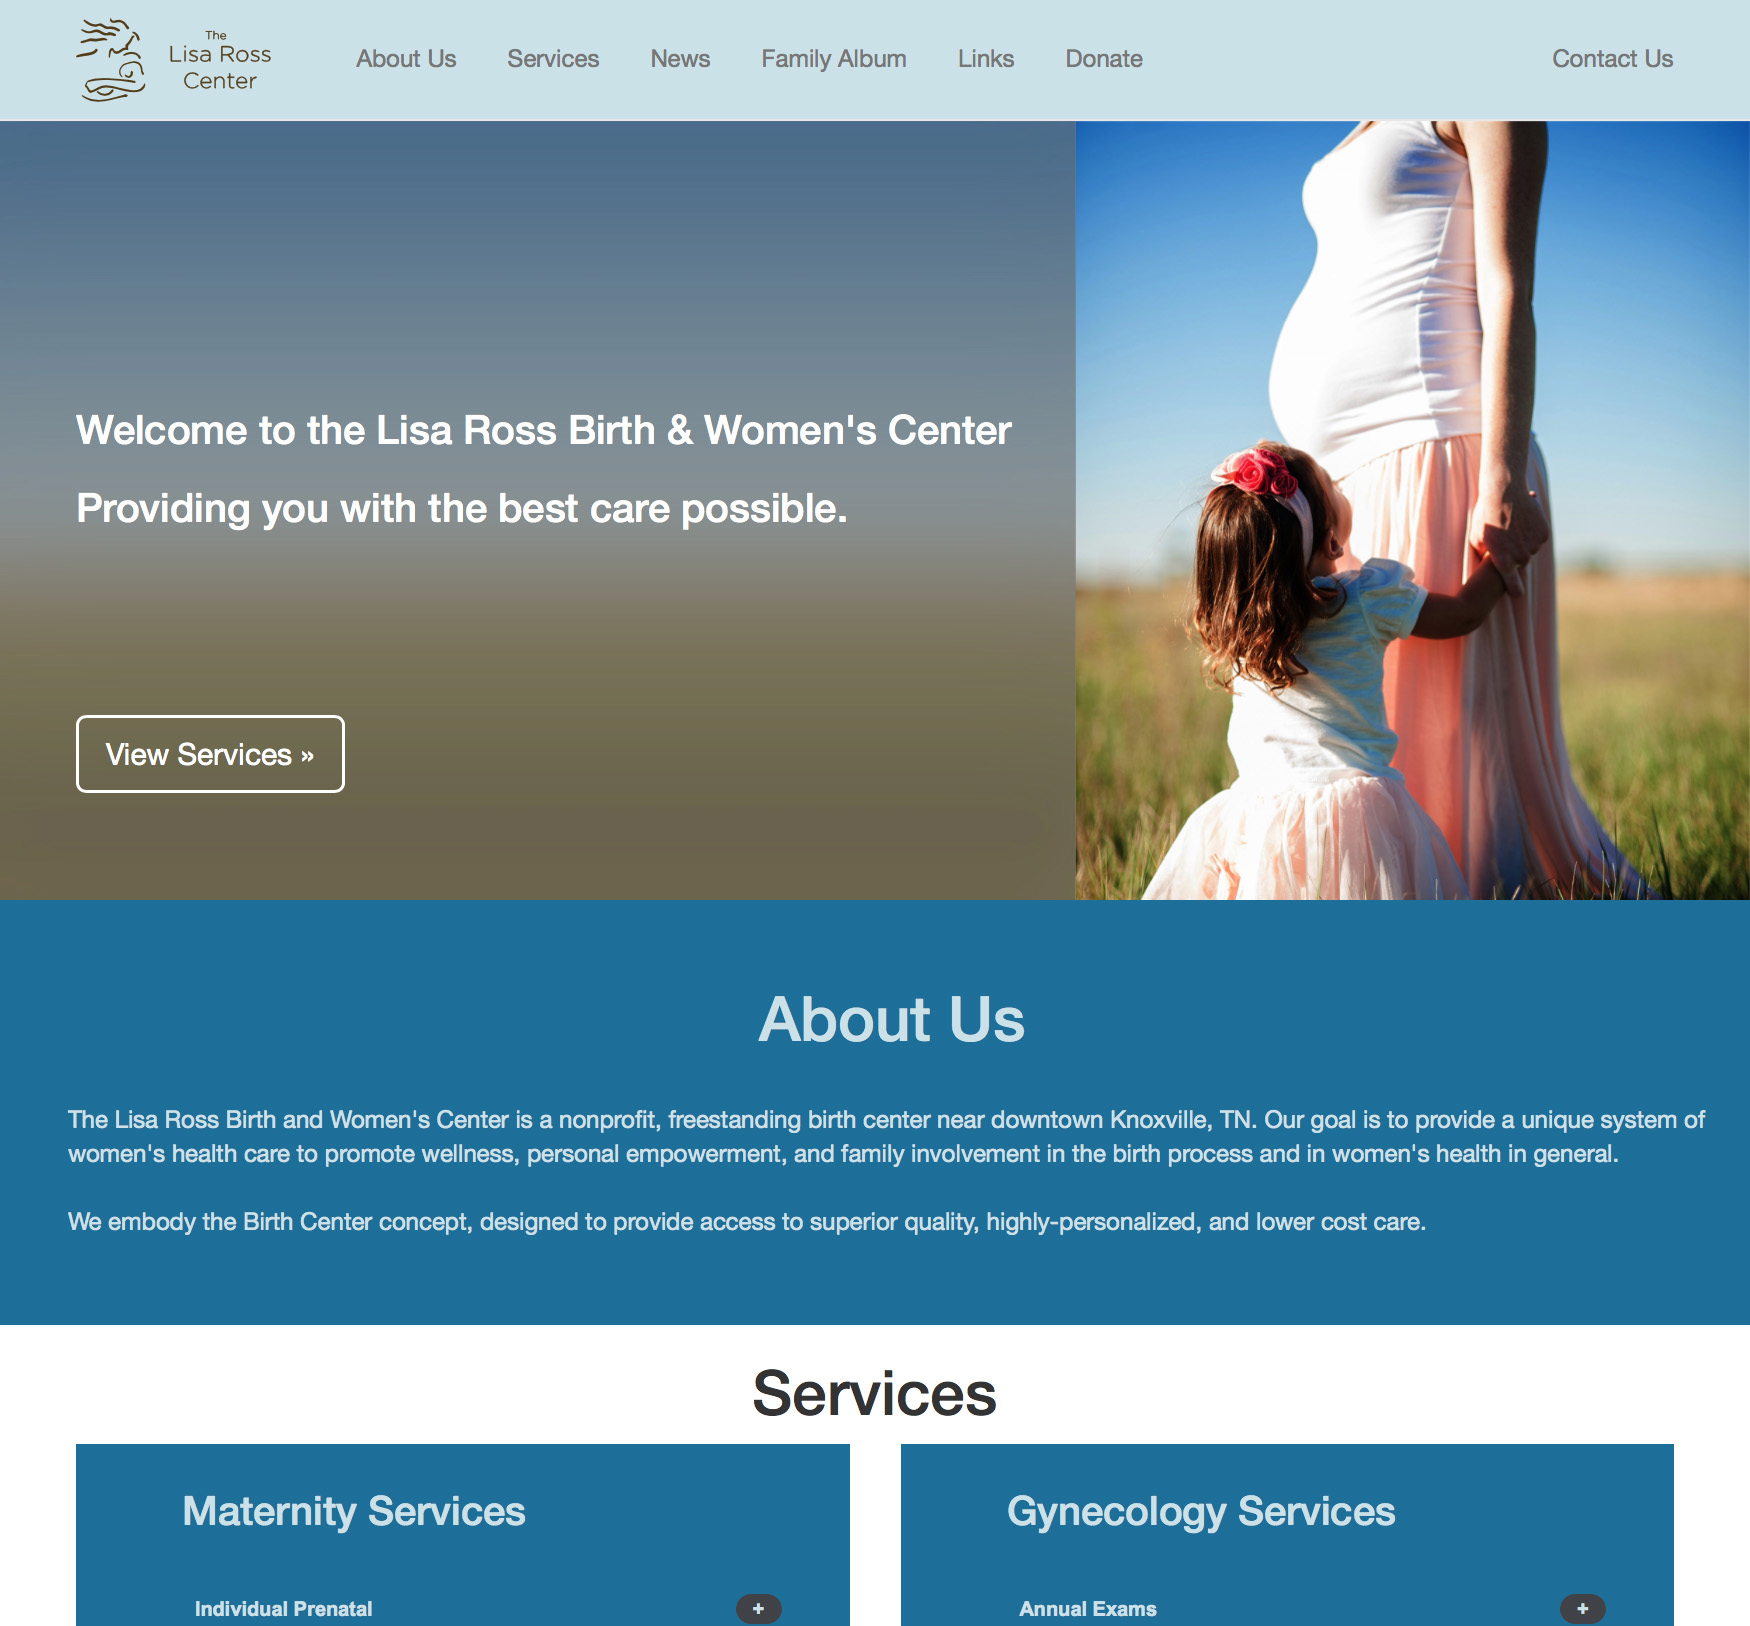 The
Lisa Ross
Center
About Us
Services
News
Family Album
Links
Donate
Contact Us
Welcome to the Lisa Ross Birth & Women's Center
Providing you with the best care possible.
View Services »
About Us
The Lisa Ross Birth and Women's Center is a nonprofit, freestanding birth center near downtown Knoxville, TN. Our goal is to provide a unique system of
women's health care to promote wellness, personal empowerment, and family involvement in the birth process and in women's health in general.
We embody the Birth Center concept, designed to provide access to superior quality, highly-personalized, and lower cost care.
Services
Maternity Services
Individual Prenatal
+
Gynecology Services
Annual Exams
+